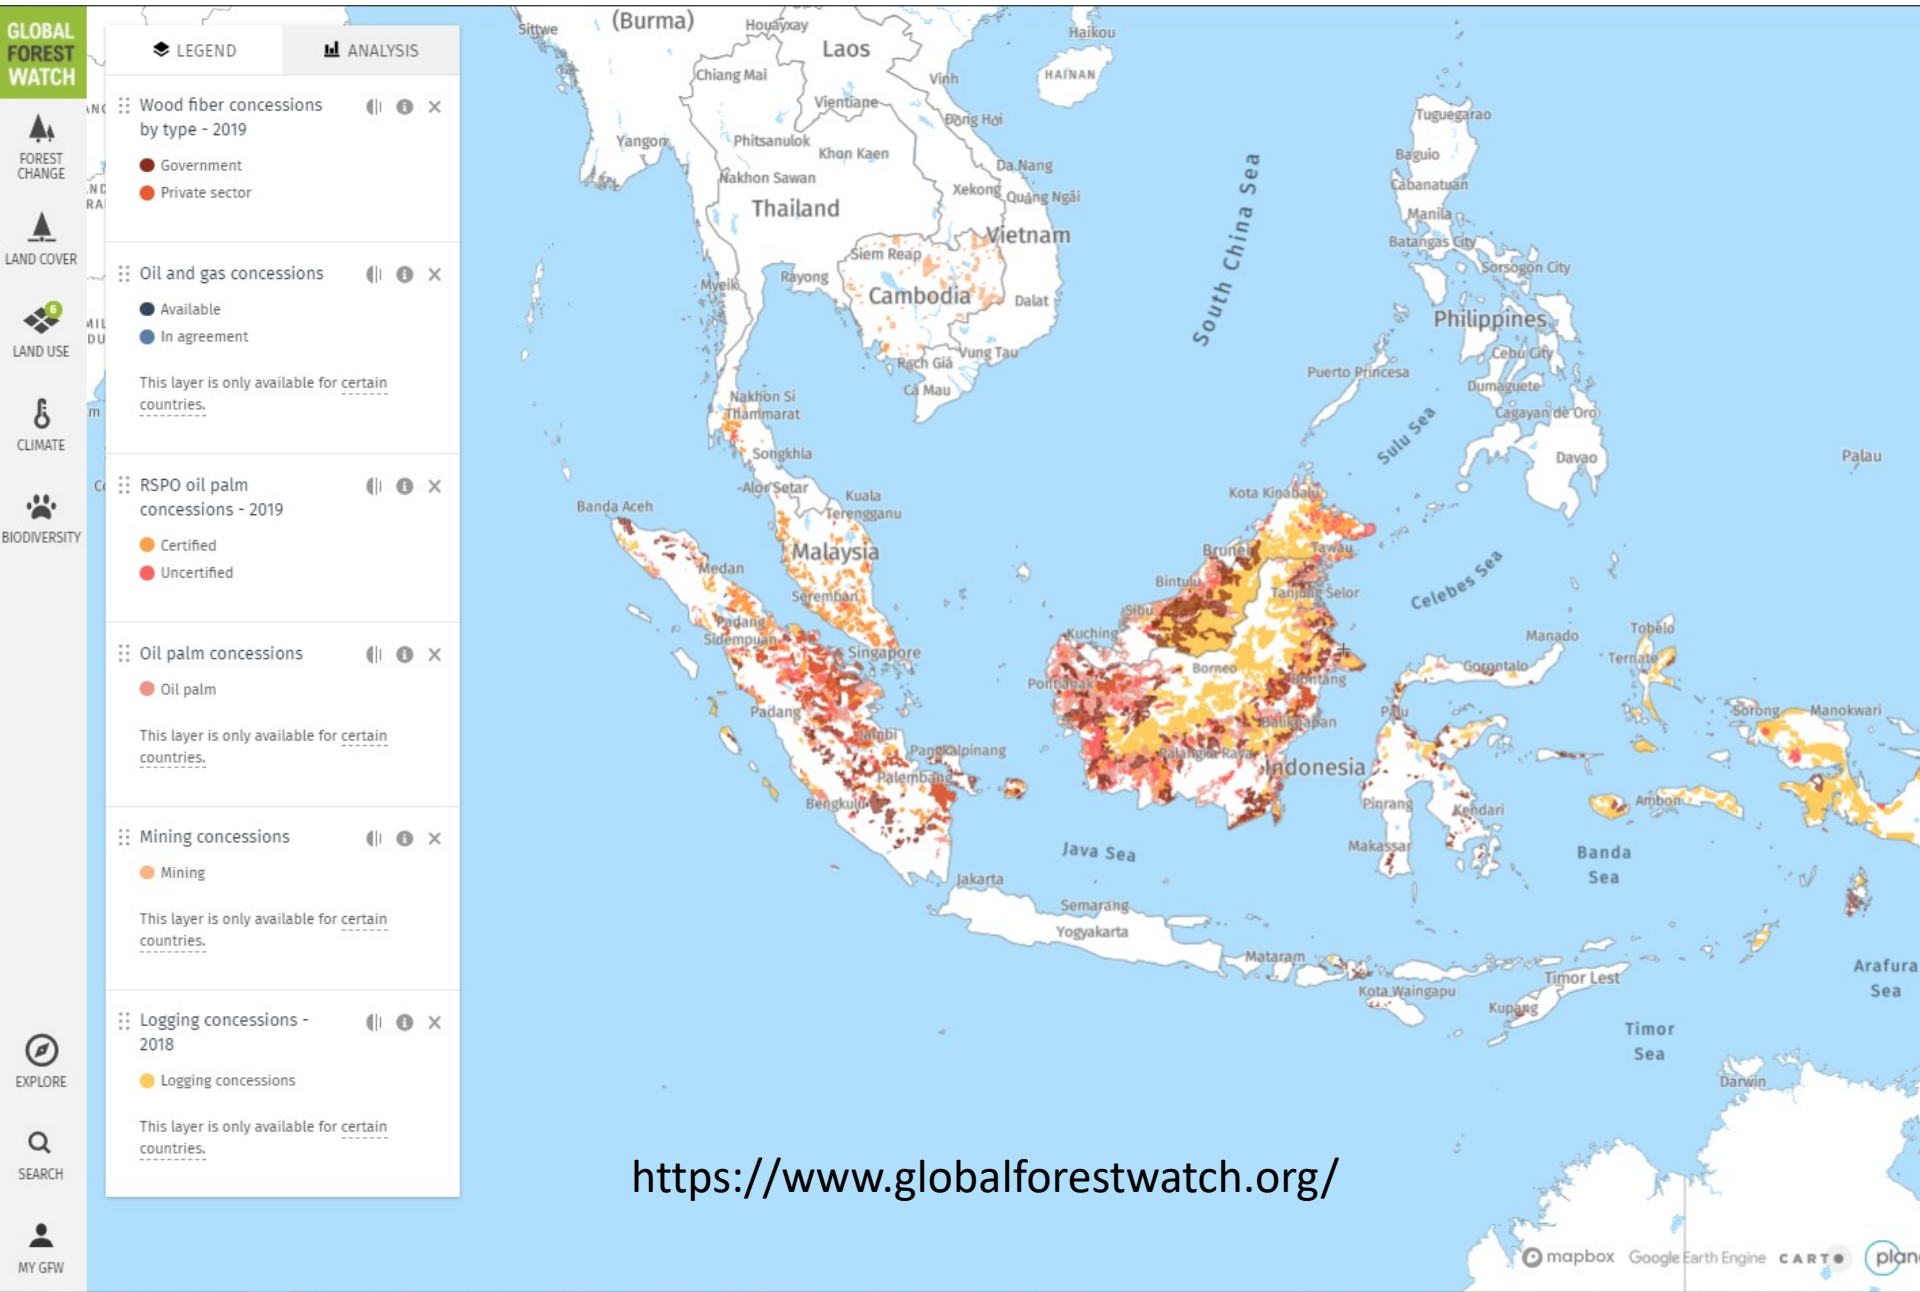 GLOBAL
FOREST
WATCH
FOREST
CHANGE
LAND COVER
6
LAND USE
CLIMATE
BIODIVERSITY
EXPLORE
SEARCH
MY GFW
LEGEND
ANALYSIS
Wood fiber concessions
by type - 2019
Government
Private sector
Oil and gas concessions
Available
In agreement
This layer is only available for certain
countries.
RSPO oil palm
concessions - 2019
Certified
Uncertified
Oil palm concessions
Oil palm
This layer is only available for certain
countries.
Mining concessions
Mining
This layer is only available for certain
countries.
Logging concessions -
2018
Logging concessions
This layer is only available for certain
countries.
Sittwe
(Burma)
Houayxay
Laos
Haikou
HAINAN
Chiang Mai
Vinh
Vientiane
Đồng Hới
Yangon
Phitsanulok
Khon Kaen
Da Nang
Nakhon Sawan
Xekong
Quảng Ngãi
Thailand
Vietnam
Siem Reap
Rayong
Myeik
Cambodia
Dalat
Vung Tau
Rạch Giá
Cà Mau
Nakhon Si
Thammarat
Songkhla
Alor Setar
Kuala
Terengganu
Malaysia
Seremban
Singapore
South China Sea
Tuguegarao
Baguio
Cabanatuan
Manila
Batangas City
Sorsogon City
Philippines
Cebu City
Puerto Princesa
Dumaguete
Cagayan de Oro
Sulu Sea
Davao
Palau
Banda Aceh
Medan
Padang
Sidempuan
Padang
Jambi
Pangkalpinang
Palembang
Bengkulu
Kota Kinabalu
Brunei
Tawau
Bintulu
Tanjung Selor
Sibu
Kuching
Borneo
Pontianak
Bontang
Balikpapan
Palangka Raya
Indonesia
Celebes Sea
Manado
Tobelo
Gorontalo
Ternate
Palu
Sorong
Manokwari
Pinrang
Kendari
Ambon
Makassar
Java Sea
Banda
Sea
Jakarta
Semarang
Yogyakarta
Mataram
Kota Waingapu
Timor Lest
Kupang
Arafura
Sea
Timor
Sea
Darwin
https://www.globalforestwatch.org/
mapbox
Google Earth Engine
CARTO